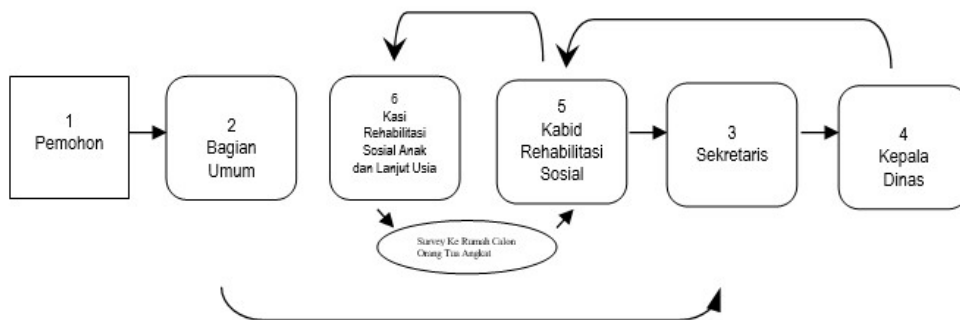 1
Pemohon
2
Bagian
Umum
6
Kasi
Rehabilitasi
Sosial Anak
dan Lanjut Usia
5
Kabid
Rehabilitasi
Sosial
3
Sekretaris
4
Kepala
Dinas
Survey Ke Rumah Calon
Orang Tua Angkat